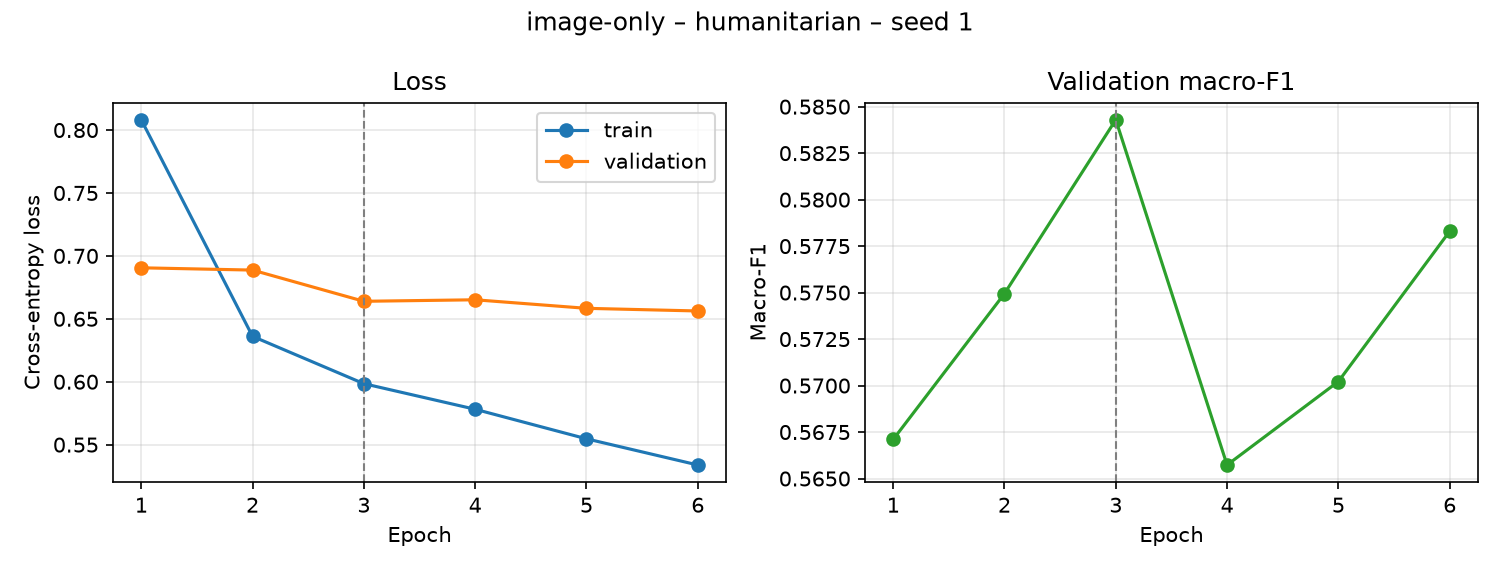 image-only – humanitarian – seed 1
Loss
Cross-entropy loss
0.80
0.75
0.70
0.65
0.60
0.55
train
validation
1 2 3 4 5 6
Epoch
Validation macro-F1
Macro-F1
0.5850
0.5825
0.5800
0.5775
0.5750
0.5725
0.5700
0.5675
0.5650
1 2 3 4 5 6
Epoch